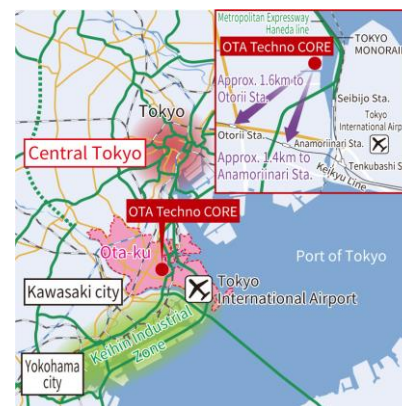 Metropolitan Expressway
Haneda line
OTA Techno CORE
TOKYO
MONORAIL
Approx. 1.6km to
Otorii Sta.
Seibijo Sta.
Tokyo
International Airport
Otorii Sta.
Anamoriinari Sta.
Approx. 1.4km to
Anamoriinari Sta.
Keikyu Line
Tenkubashi S
Tokyo
Central Tokyo
OTA Techno CORE
Ota-ku
Port of Tokyo
Kawasaki city
Tokyo
International Airport
Keihin Industrial
Zone
Yokohama
city